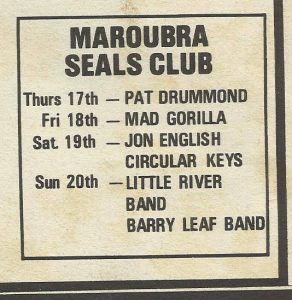 MAROUBRA
SEALS CLUB
Thurs 17th — PAT DRUMMOND
Fri 18th — MAD GORILLA
Sat. 19th — JON ENGLISH
CIRCULAR KEYS
Sun 20th — LITTLE RIVER
BAND
BARRY LEAF BAND